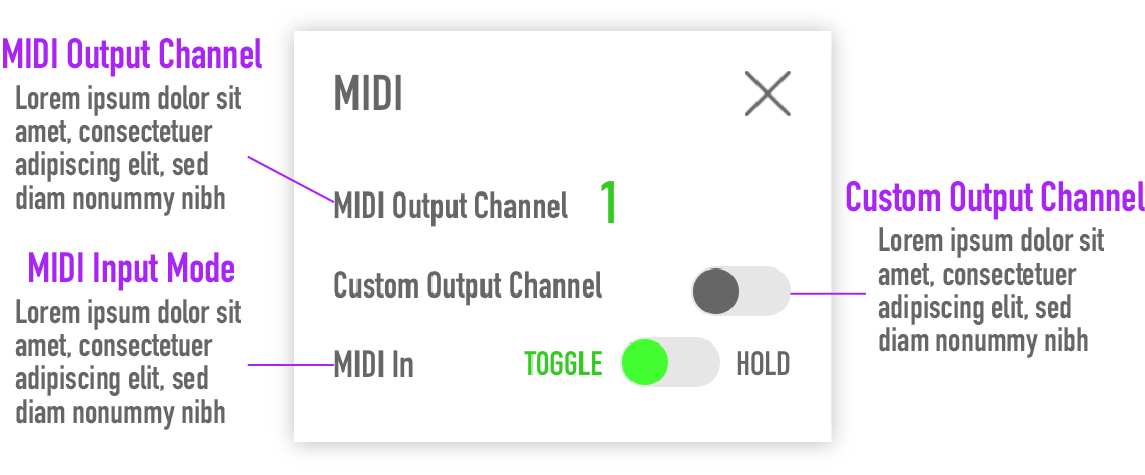 MIDI Output Channel
Lorem ipsum dolor sit
amet, consectetuer
adipiscing elit, sed
diam nonummy nibh
MIDI Input Mode
Lorem ipsum dolor sit
amet, consectetuer
adipiscing elit, sed
diam nonummy nibh
MIDI
MIDI Output Channel 1
Custom Output Channel
MIDI In TOGGLE HOLD
Custom Output Channel
Lorem ipsum dolor sit
amet, consectetuer
adipiscing elit, sed
diam nonummy nibh